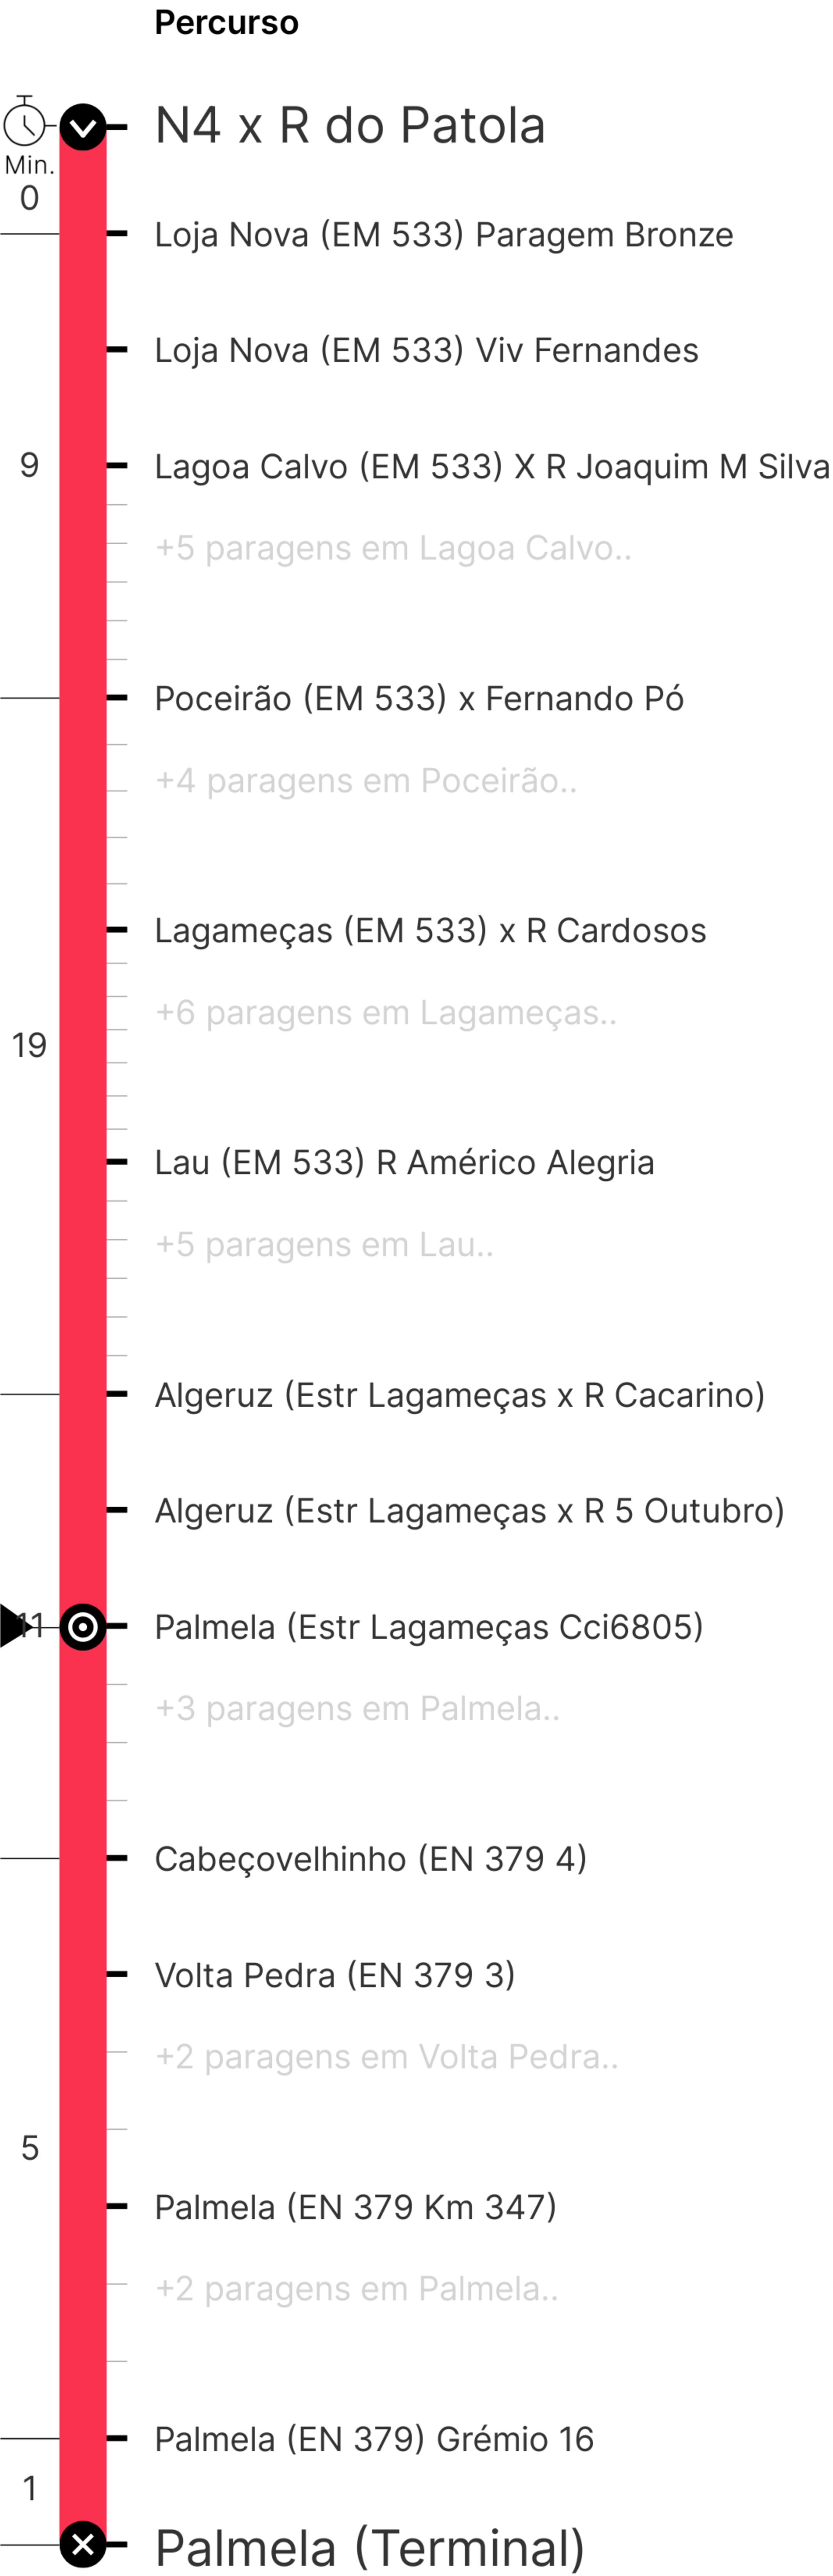 Percurso
N4 x R do Patola
Min.
0
Loja Nova (EM 533) Paragem Bronze
Loja Nova (EM 533) Viv Fernandes
9
Lagoa Calvo (EM 533) X R Joaquim M Silva
+5 paragens em Lagoa Calvo..
Poceirão (EM 533) x Fernando Pó
+4 paragens em Poceirão..
Lagameças (EM 533) x R Cardosos
+6 paragens em Lagameças..
19
Lau (EM 533) R Américo Alegria
+5 paragens em Lau..
Algeruz (Estr Lagameças x R Cacarino)
Algeruz (Estr Lagameças x R 5 Outubro)
11
Palmela (Estr Lagameças Cci6805)
+3 paragens em Palmela..
Cabeçovelhinho (EN 379 4)
Volta Pedra (EN 379 3)
+2 paragens em Volta Pedra..
5
Palmela (EN 379 Km 347)
+2 paragens em Palmela..
Palmela (EN 379) Grémio 16
1
Palmela (Terminal)